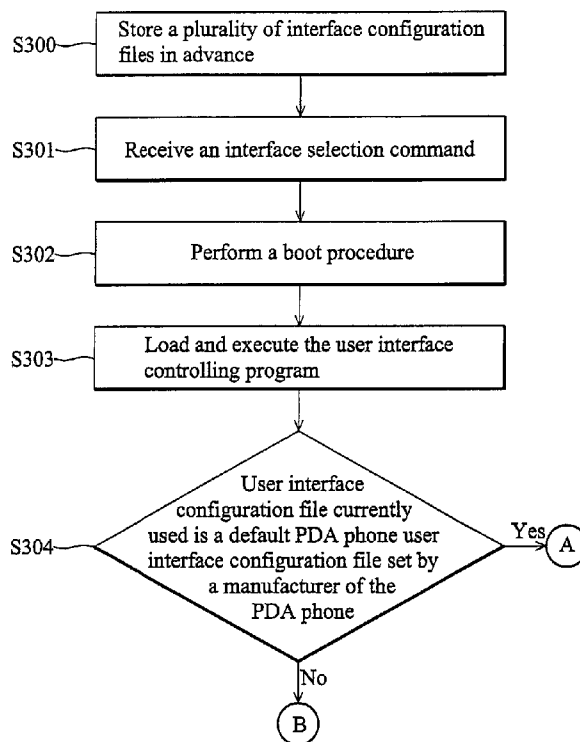 S300
Store a plurality of interface configuration
files in advance
S301
Receive an interface selection command
S302
Perform a boot procedure
S303
Load and execute the user interface
controlling program
S304
User interface
configuration file currently
used is a default PDA phone user
interface configuration file set by
a manufacturer of the
PDA phone
Yes
A
No
B